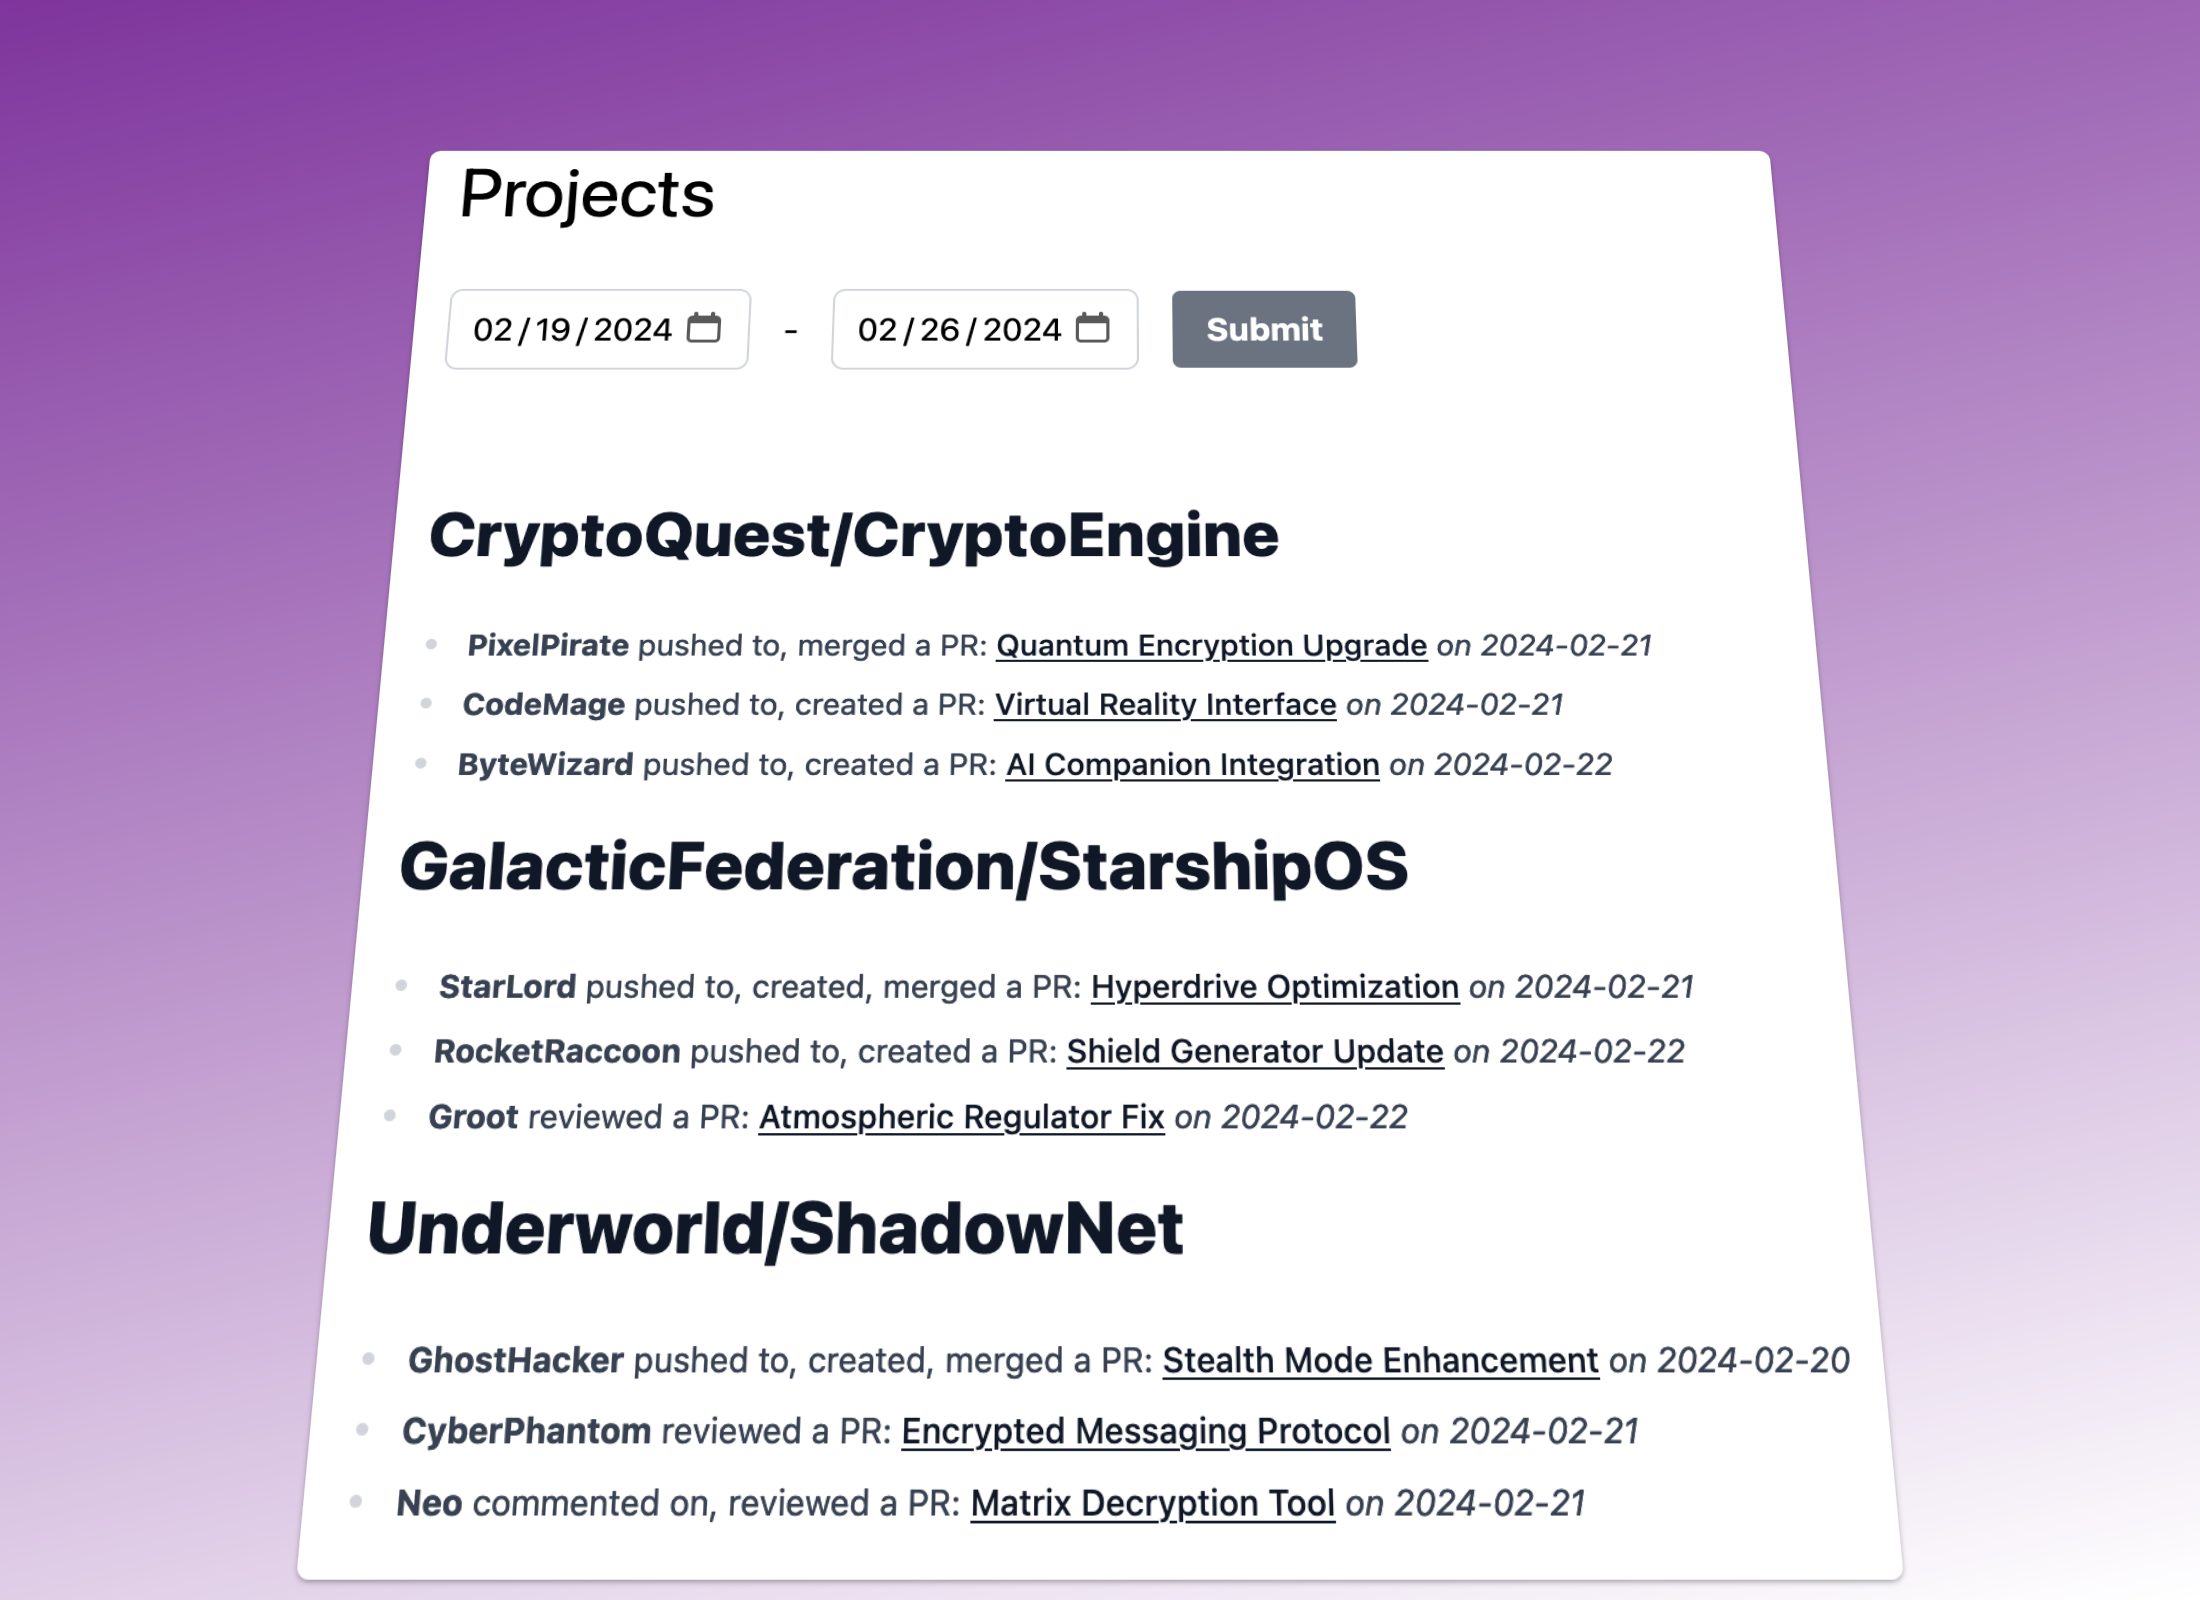 Projects
02/19/2024 - 02/26/2024 Submit
CryptoQuest/CryptoEngine
PixelPirate pushed to, merged a PR: Quantum Encryption Upgrade on 2024-02-21
CodeMage pushed to, created a PR: Virtual Reality Interface on 2024-02-21
ByteWizard pushed to, created a PR: AI Companion Integration on 2024-02-22
GalacticFederation/StarshipOS
StarLord pushed to, created, merged a PR: Hyperdrive Optimization on 2024-02-21
RocketRaccoon pushed to, created a PR: Shield Generator Update on 2024-02-22
Groot reviewed a PR: Atmospheric Regulator Fix on 2024-02-22
Underworld/ShadowNet
GhostHacker pushed to, created, merged a PR: Stealth Mode Enhancement on 2024-02-20
CyberPhantom reviewed a PR: Encrypted Messaging Protocol on 2024-02-21
Neo commented on, reviewed a PR: Matrix Decryption Tool on 2024-02-21